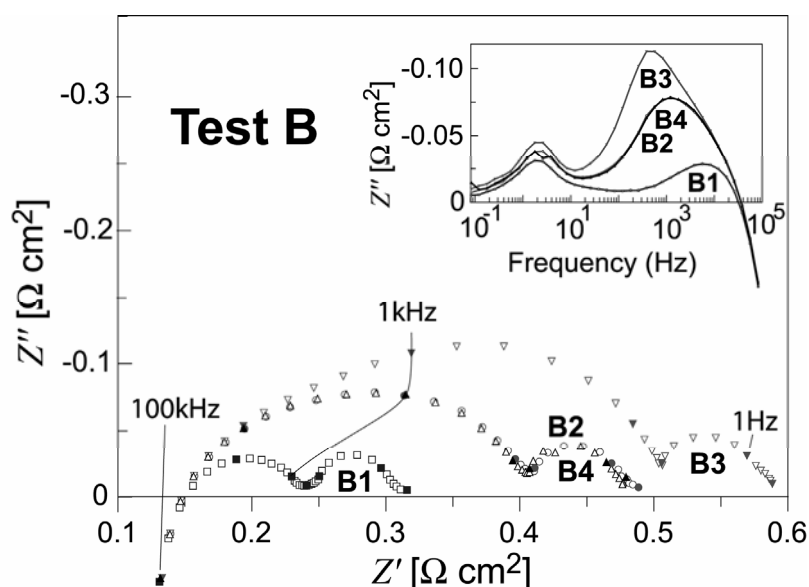 -0.3
-0.2
-0.1
0
Z″ [Ω cm²]
Test B
-0.10
-0.05
0
Z″ [Ω cm²]
B3
B4
B2
B1
10⁻¹
10¹
10³
10⁵
Frequency (Hz)
1kHz
100kHz
1Hz
B2
B1
B4
B3
0.1
0.2
0.3
0.4
0.5
0.6
Z′ [Ω cm²]